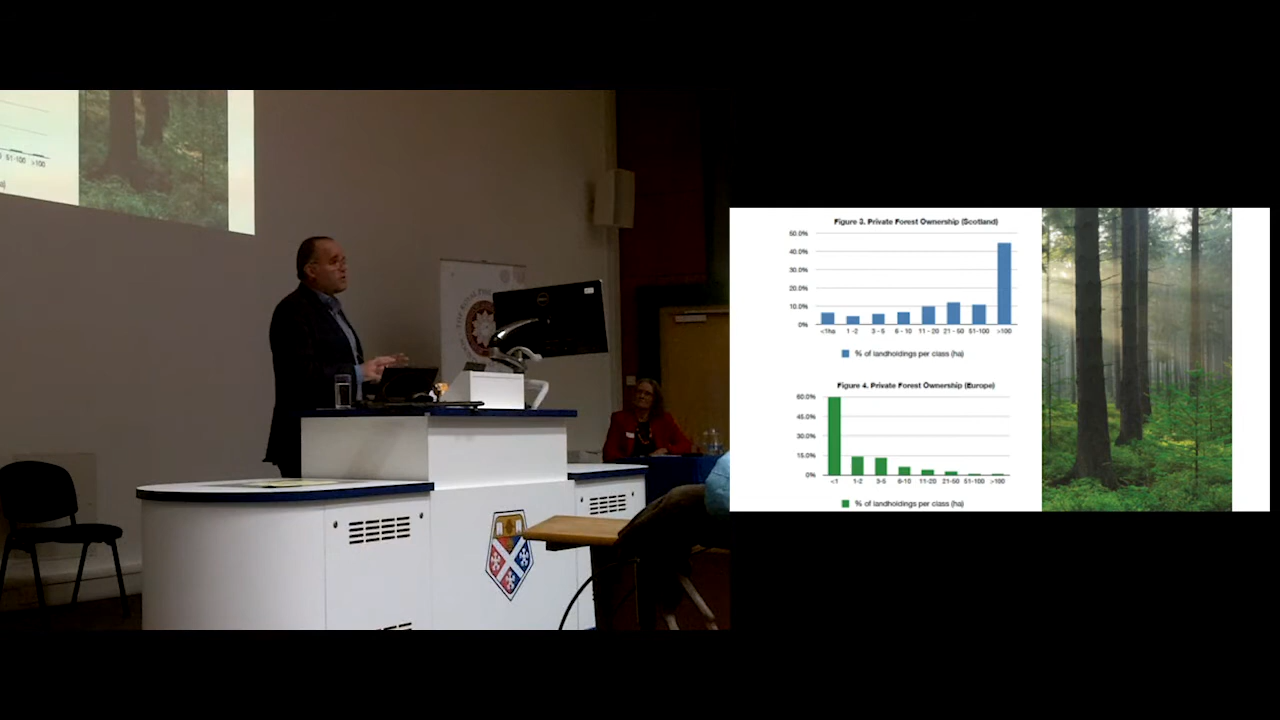 51-100 >100
THE ROYAL PHI
Figure 3. Private Forest Ownership (Scotland)
50.0%
40.0%
30.0%
20.0%
10.0%
0%
<1ha 1 -2 3 - 5 6 - 10 11 - 20 21 - 50 51-100 >100
% of landholdings per class (ha)
Figure 4. Private Forest Ownership (Europe)
60.0%
45.0%
30.0%
15.0%
0%
<1 1-2 3-5 6-10 11-20 21-50 51-100 >100
% of landholdings per class (ha)